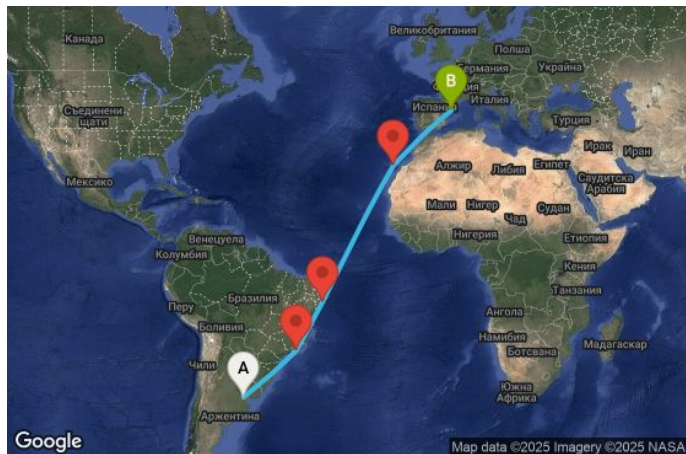 Канада
Великобритания
Полша
Германия
Украйна
B
Испания
Италия
Съединени
щати
Турция
Ирак
Иран
Алжир
Либия
Египет
Саудитска
Арабия
Мексико
Мали
Нигер
Судан
Чад
Венецуела
Нигерия
Етиопия
Колумбия
Кения
Перу
Бразилия
Танзания
Боливия
Ангола
Намибия
Мадагаскар
Ботсвана
Чили
A
Южна
Африка
Аржентина
Google
Map data ©2025 Imagery ©2025 NASA